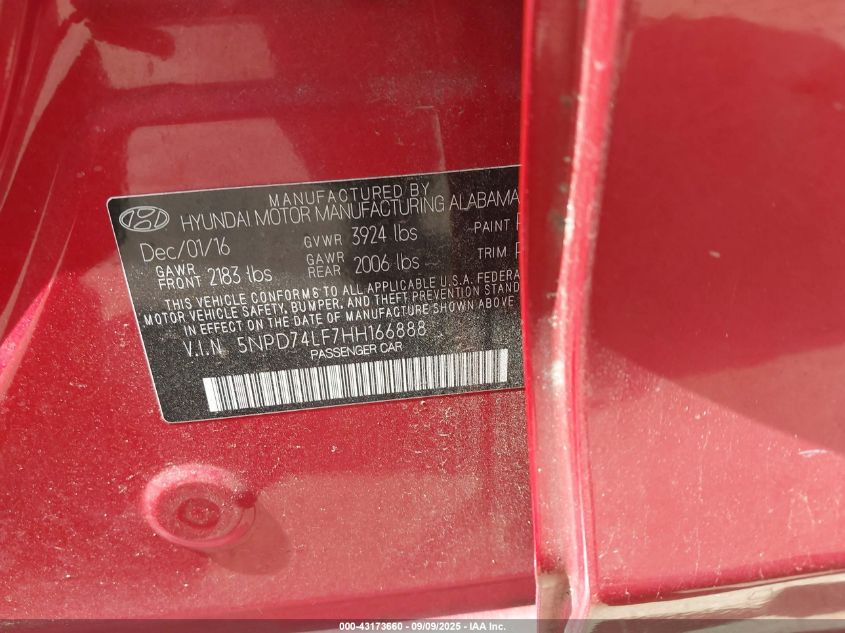 MANUFACTURED BY
HYUNDAI MOTOR MANUFACTURING ALABAMA
Dec/01/16 GVWR 3924 lbs PAINT
GAWR FRONT 2183 lbs GAWR REAR 2006 lbs TRIM
THIS VEHICLE CONFORMS TO ALL APPLICABLE U.S.A. FEDERA
MOTOR VEHICLE SAFETY, BUMPER, AND THEFT PREVENTION STAND
IN EFFECT ON THE DATE OF MANUFACTURE SHOWN ABOVE
V.I.N 5NPD74LF7HH166888
PASSENGER CAR
000-43173660 - 09/09/2025 - IAA Inc.